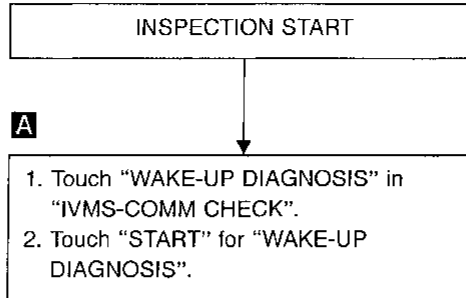 INSPECTION START
A
1. Touch “WAKE-UP DIAGNOSIS” in
“IVMS-COMM CHECK”.
2. Touch “START” for “WAKE-UP
DIAGNOSIS”.